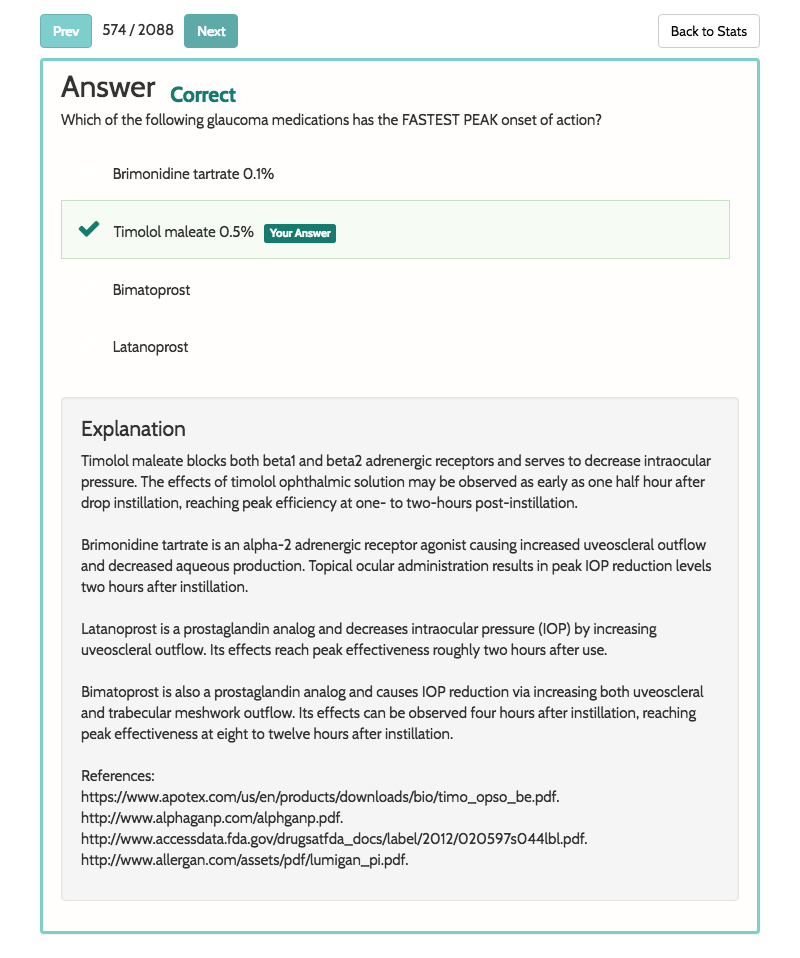 Prev 574 / 2088 Next Back to Stats
Answer Correct
Which of the following glaucoma medications has the FASTEST PEAK onset of action?
Brimonidine tartrate 0.1%
Timolol maleate 0.5% Your Answer
Bimatoprost
Latanoprost
Explanation
Timolol maleate blocks both beta1 and beta2 adrenergic receptors and serves to decrease intraocular
pressure. The effects of timolol ophthalmic solution may be observed as early as one half hour after
drop instillation, reaching peak efficiency at one- to two-hours post-instillation.
Brimonidine tartrate is an alpha-2 adrenergic receptor agonist causing increased uveoscleral outflow
and decreased aqueous production. Topical ocular administration results in peak IOP reduction levels
two hours after instillation.
Latanoprost is a prostaglandin analog and decreases intraocular pressure (IOP) by increasing
uveoscleral outflow. Its effects reach peak effectiveness roughly two hours after use.
Bimatoprost is also a prostaglandin analog and causes IOP reduction via increasing both uveoscleral
and trabecular meshwork outflow. Its effects can be observed four hours after instillation, reaching
peak effectiveness at eight to twelve hours after instillation.
References:
https://www.apotex.com/us/en/products/downloads/bio/timo_opso_be.pdf.
http://www.alphaganp.com/alphganp.pdf.
http://www.accessdata.fda.gov/drugsatfda_docs/label/2012/020597s044lbl.pdf.
http://www.allergan.com/assets/pdf/lumigan_pi.pdf.